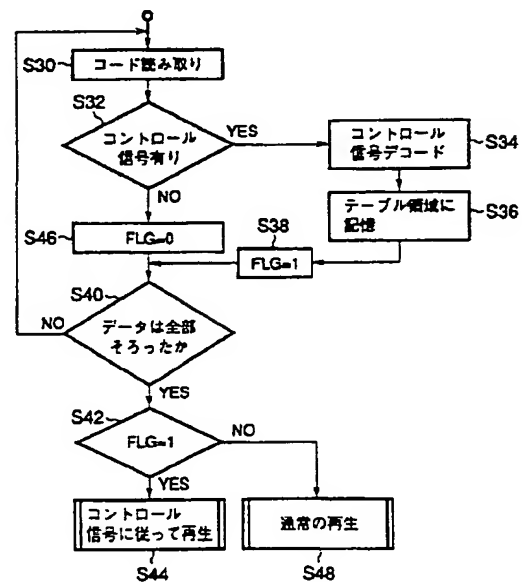 S30
コード読み取り
S32
コントロール
信号有り
YES
コントロール
信号デコード
S34
NO
テーブル領域に
記憶
S36
S46
FLG=0
S38
FLG=1
S40
NO
データは全部
そろったか
YES
S42
FLG=1
NO
YES
コントロール
信号に従って再生
通常の再生
S44
S48